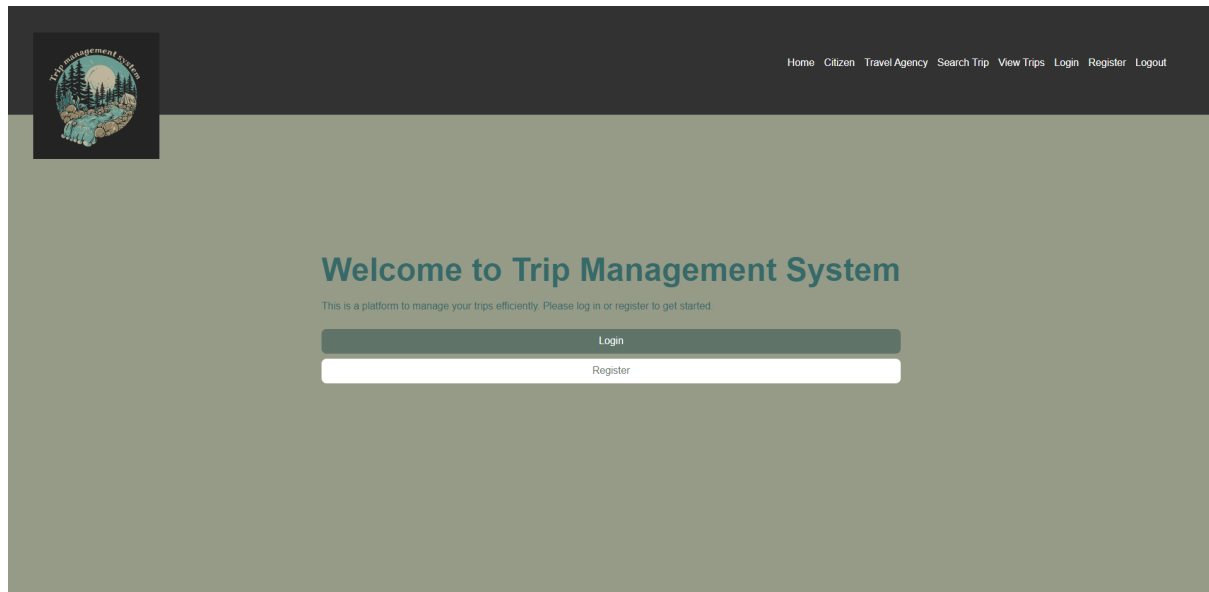 Trip management system
Home Citizen Travel Agency Search Trip View Trips Login Register Logout
Welcome to Trip Management System
This is a platform to manage your trips efficiently. Please log in or register to get started.
Login
Register